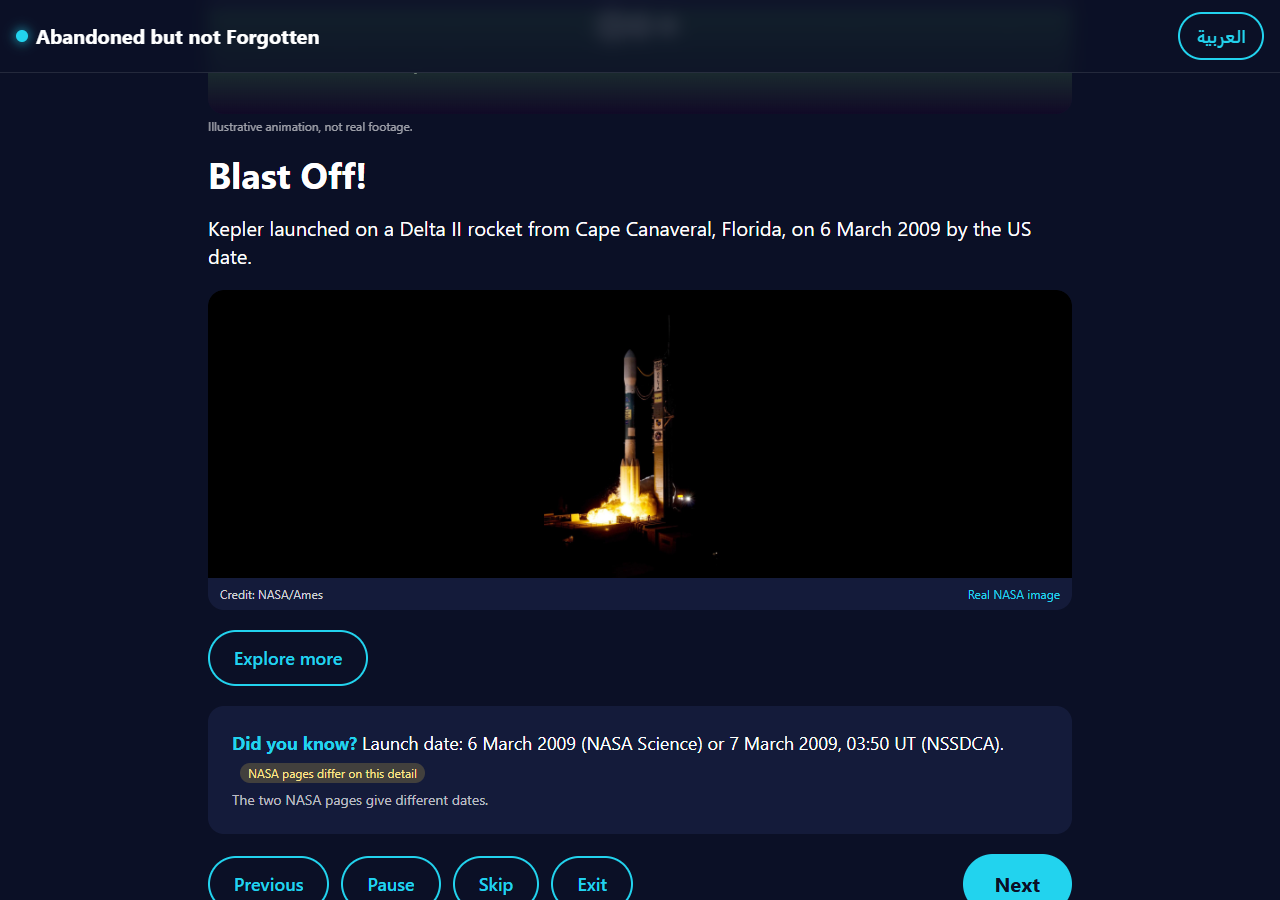 Abandoned but not Forgotten
العربية
Illustrative animation, not real footage.
Blast Off!
Kepler launched on a Delta II rocket from Cape Canaveral, Florida, on 6 March 2009 by the US
date.
Credit: NASA/Ames
Real NASA image
Explore more
Did you know? Launch date: 6 March 2009 (NASA Science) or 7 March 2009, 03:50 UT (NSSDCA).
NASA pages differ on this detail
The two NASA pages give different dates.
Previous
Pause
Skip
Exit
Next